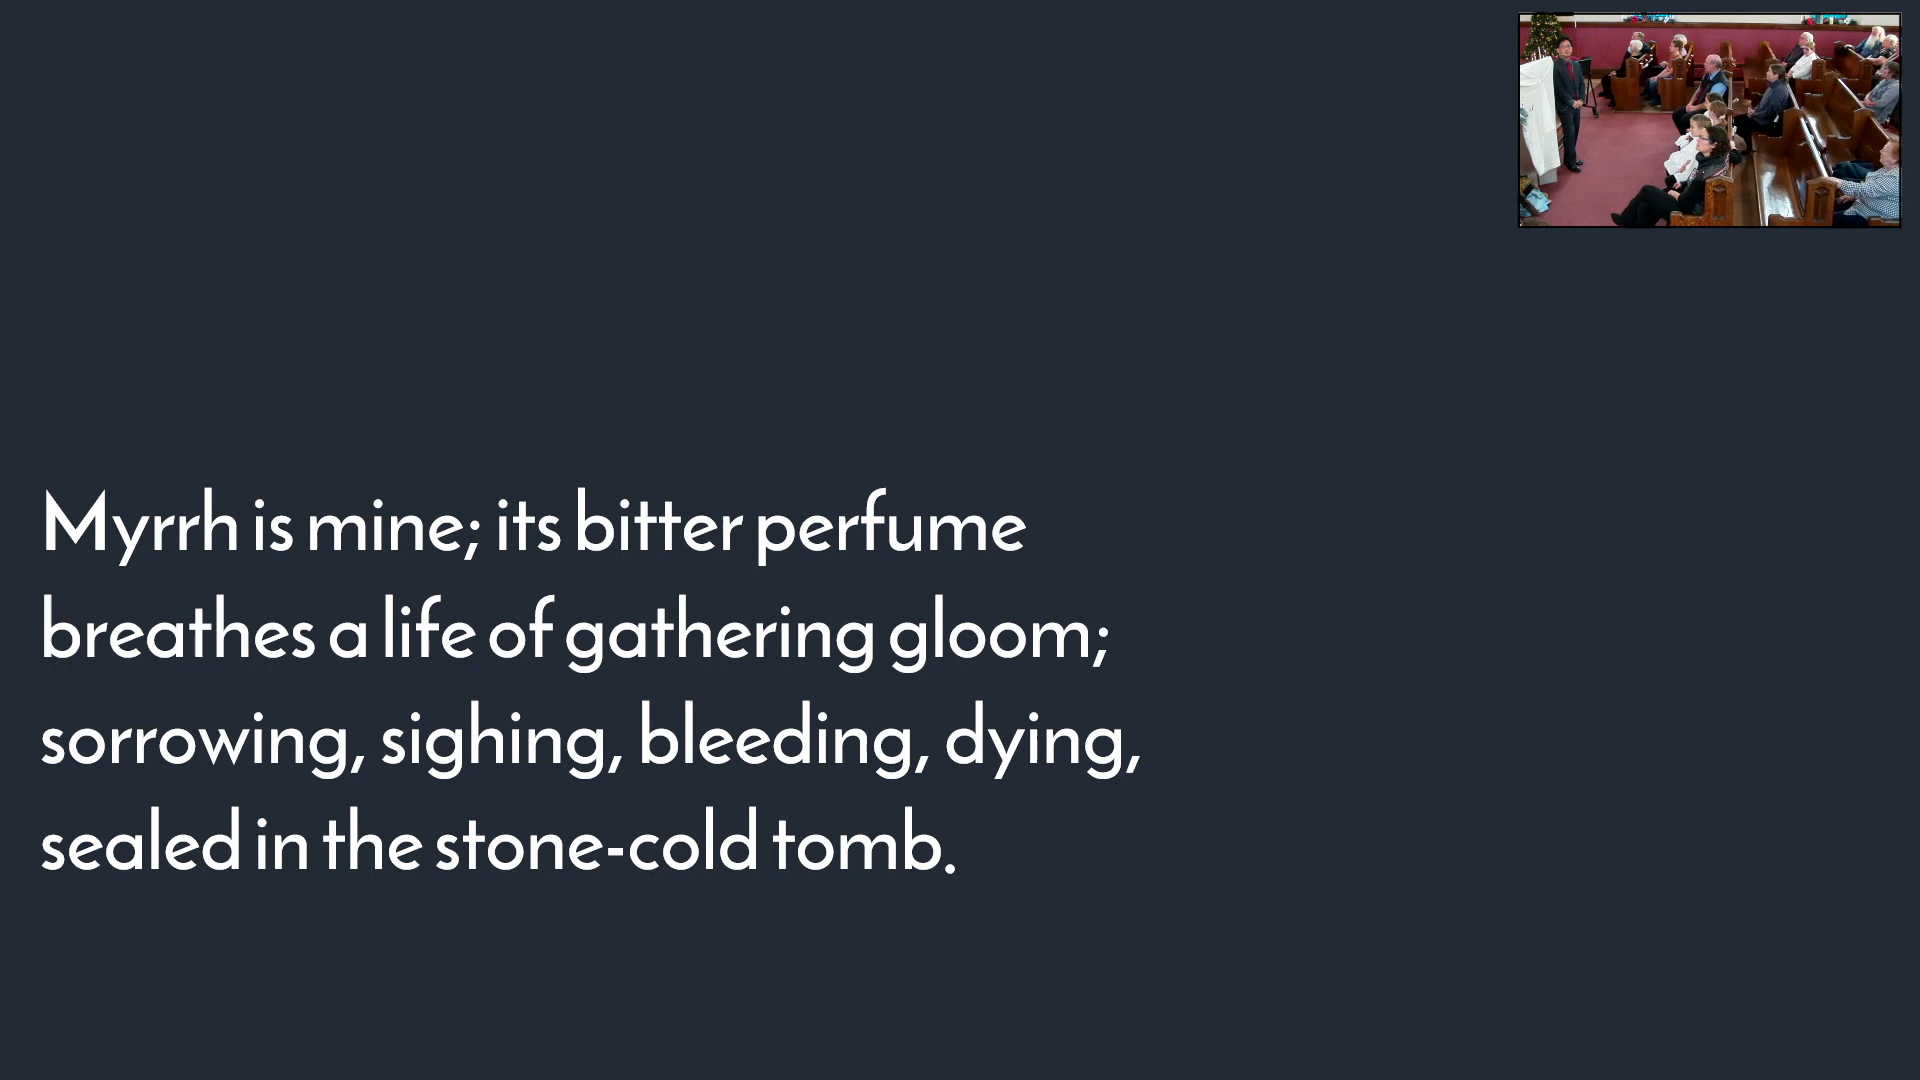 Myrrh is mine; its bitter perfume
breathes a life of gathering gloom;
sorrowing, sighing, bleeding, dying,
sealed in the stone-cold tomb.